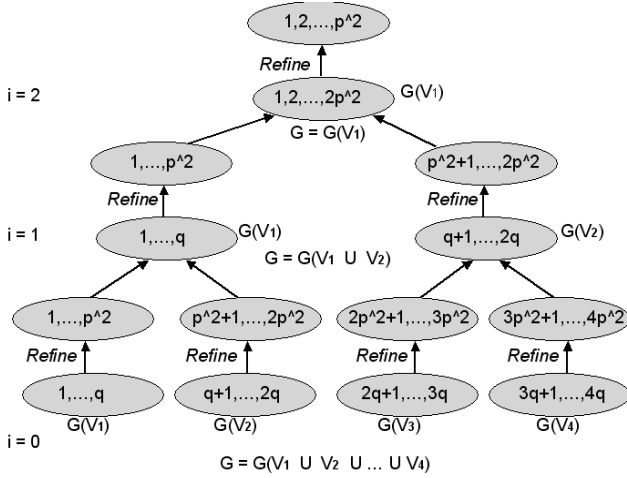 1,2,...,p^2
Refine
i = 2
1,2,...,2p^2
G(V₁)
G = G(V₁)
1,...,p^2
p^2+1,...,2p^2
Refine
Refine
i = 1
1,...,q
G(V₁)
q+1,...,2q
G(V₂)
G = G(V₁ U V₂)
1,...,p^2
p^2+1,...,2p^2
2p^2+1,...,3p^2
3p^2+1,...,4p^2
Refine
Refine
Refine
Refine
1,...,q
q+1,...,2q
2q+1,...,3q
3q+1,...,4q
G(V₁)
G(V₂)
G(V₃)
G(V₄)
i = 0
G = G(V₁ U V₂ U ... U V₄)